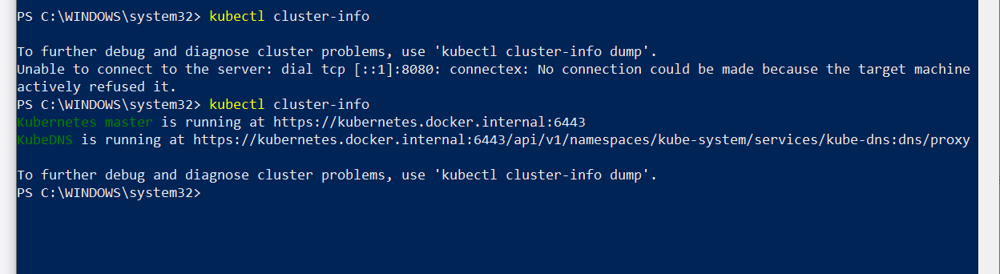 PS C:\WINDOWS\system32> kubectl cluster-info
To further debug and diagnose cluster problems, use 'kubectl cluster-info dump'.
Unable to connect to the server: dial tcp [::1]:8080: connectex: No connection could be made because the target machine
actively refused it.
PS C:\WINDOWS\system32> kubectl cluster-info
Kubernetes master is running at https://kubernetes.docker.internal:6443
KubeDNS is running at https://kubernetes.docker.internal:6443/api/v1/namespaces/kube-system/services/kube-dns:dns/proxy
To further debug and diagnose cluster problems, use 'kubectl cluster-info dump'.
PS C:\WINDOWS\system32>